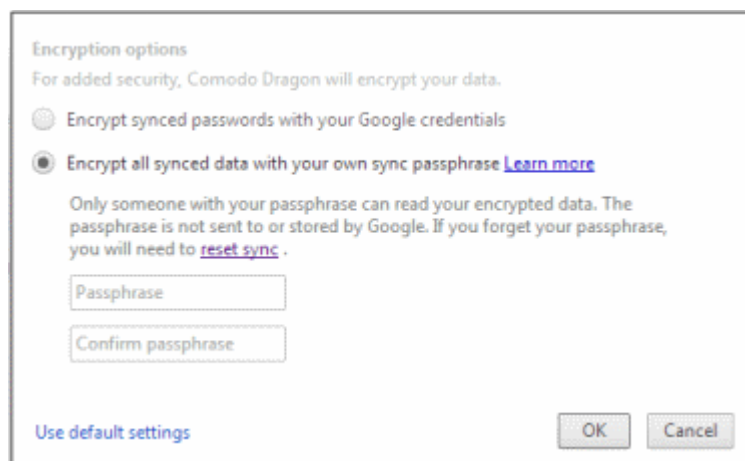 Encryption options
For added security, Comodo Dragon will encrypt your data.
Encrypt synced passwords with your Google credentials
Encrypt all synced data with your own sync passphrase Learn more
Only someone with your passphrase can read your encrypted data. The
passphrase is not sent to or stored by Google. If you forget your passphrase,
you will need to reset sync .
Passphrase
Confirm passphrase
Use default settings
OK
Cancel